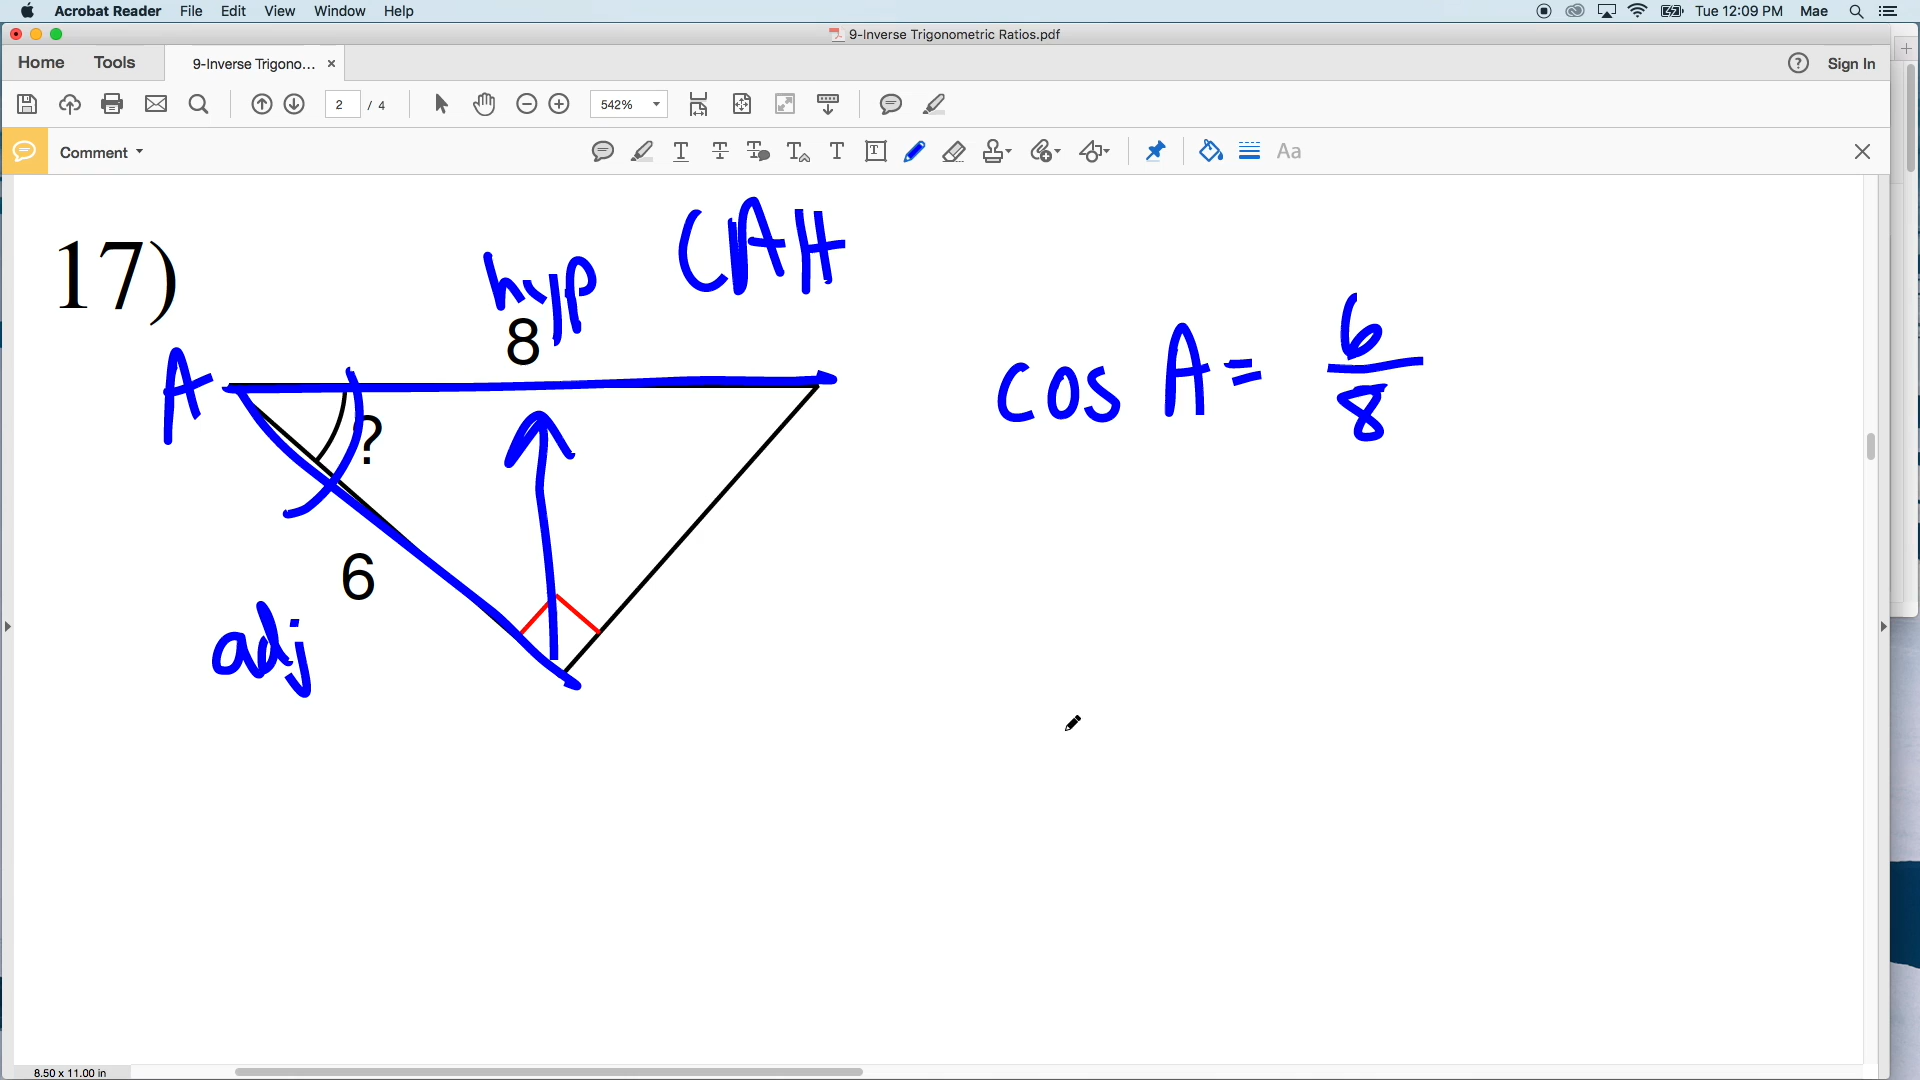 Acrobat Reader File Edit View Window Help Tue 12:09 PM Mae
9-Inverse Trigonometric Ratios.pdf
Home Tools 9-Inverse Trigono... × Sign In
2 / 4 542%
Comment T T T T T T Aa
17)
hyp
CAH
8
A
?
cos A = 6/8
6
adj
8.50 x 11.00 in